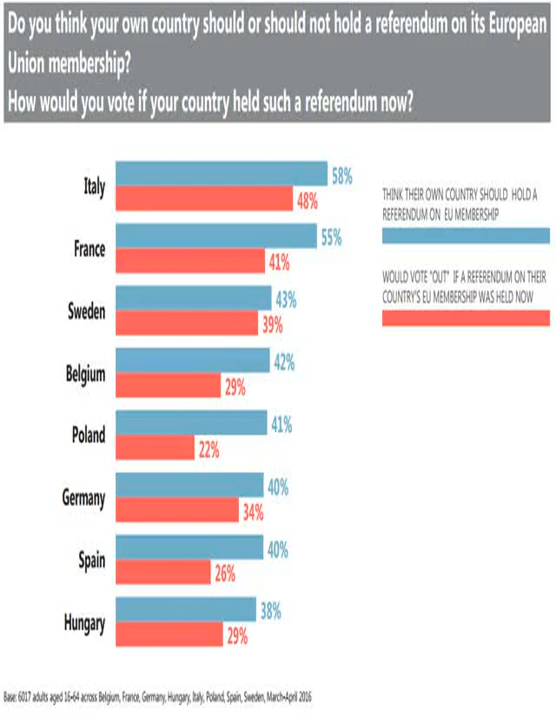 Do you think your own country should or should not hold a referendum on its European
Union membership?
How would you vote if your country held such a referendum now?
Italy
58%
48%
THINK THEIR OWN COUNTRY SHOULD HOLD A
REFERENDUM ON EU MEMBERSHIP
France
55%
41%
WOULD VOTE "OUT" IF A REFERENDUM ON THEIR
COUNTRY'S EU MEMBERSHIP WAS HELD NOW
Sweden
43%
39%
Belgium
42%
29%
Poland
41%
22%
Germany
40%
34%
Spain
40%
26%
Hungary
38%
29%
Base: 6017 adults aged 16-64 across Belgium, France, Germany, Hungary, Italy, Poland, Spain, Sweden, March-April 2016